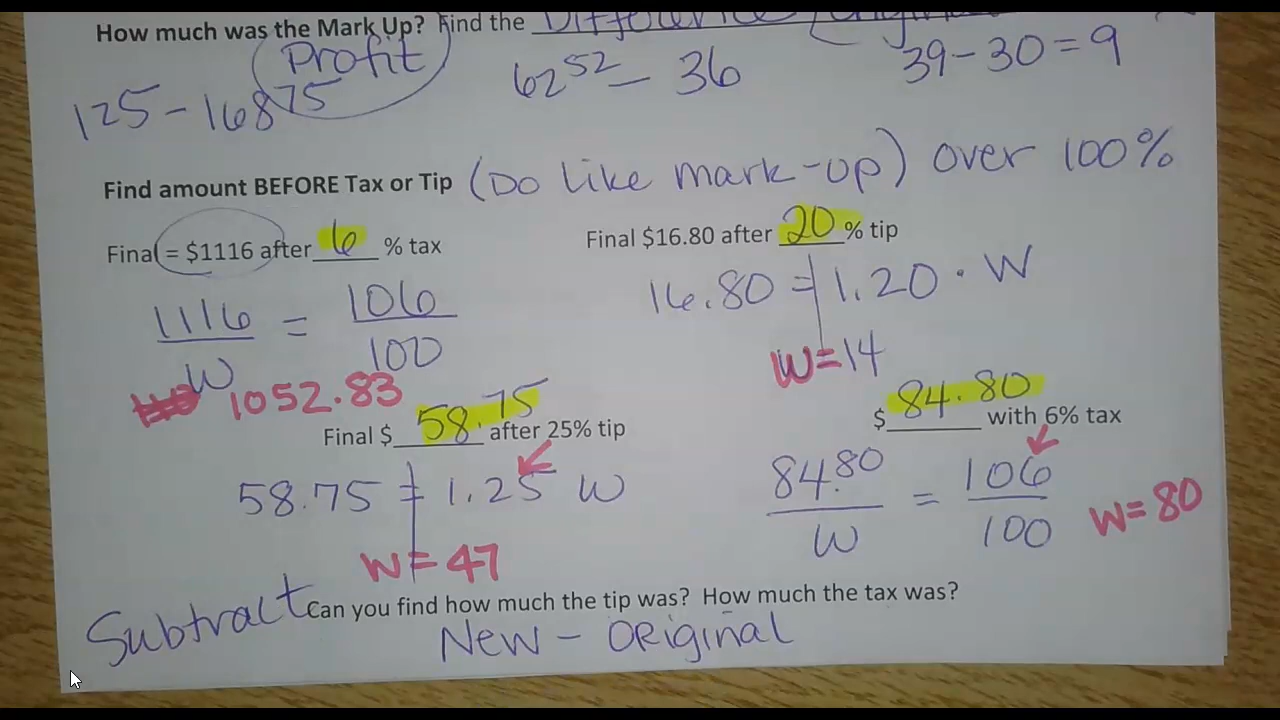 How much was the Mark Up? Find the Difference /
Profit
125 - 168 75
62 52 - 36
39 - 30 = 9
Find amount BEFORE Tax or Tip (Do like mark-up) over 100%
Final = $1116 after 6 % tax
1116 / W = 106 / 100
1052.83
Final $16.80 after 20 % tip
16.80 = 1.20 · W
W = 14
Final $ 58.75 after 25% tip
58.75 = 1.25 W
W = 47
$ 84.80 with 6% tax
84.80 / W = 106 / 100
W = 80
Subtract Can you find how much the tip was? How much the tax was?
New - Original